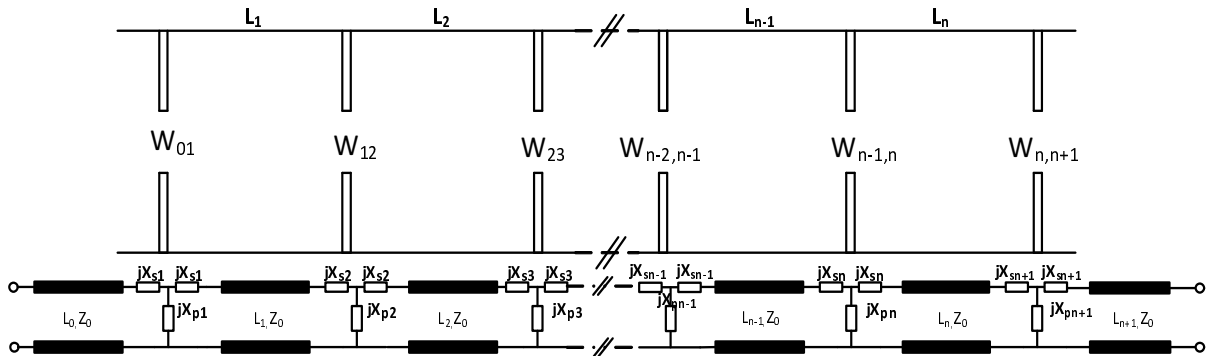 L₁ L₂ Lₙ₋₁ Lₙ
W₀₁ W₁₂ W₂₃ Wₙ₋₂,ₙ₋₁ Wₙ₋₁,ₙ Wₙ,ₙ₊₁
jXs1 jXs1 jXs2 jXs2 jXs3 jXs3 jXsn-1 jXsn-1 jXsn jXsn jXsn+1 jXsn+1
jXp1 jXp2 jXp3 jXpn-1 jXpn jXpn+1
L₀,Z₀ L₁,Z₀ L₂,Z₀ Lₙ₋₁,Z₀ Lₙ,Z₀ Lₙ₊₁,Z₀